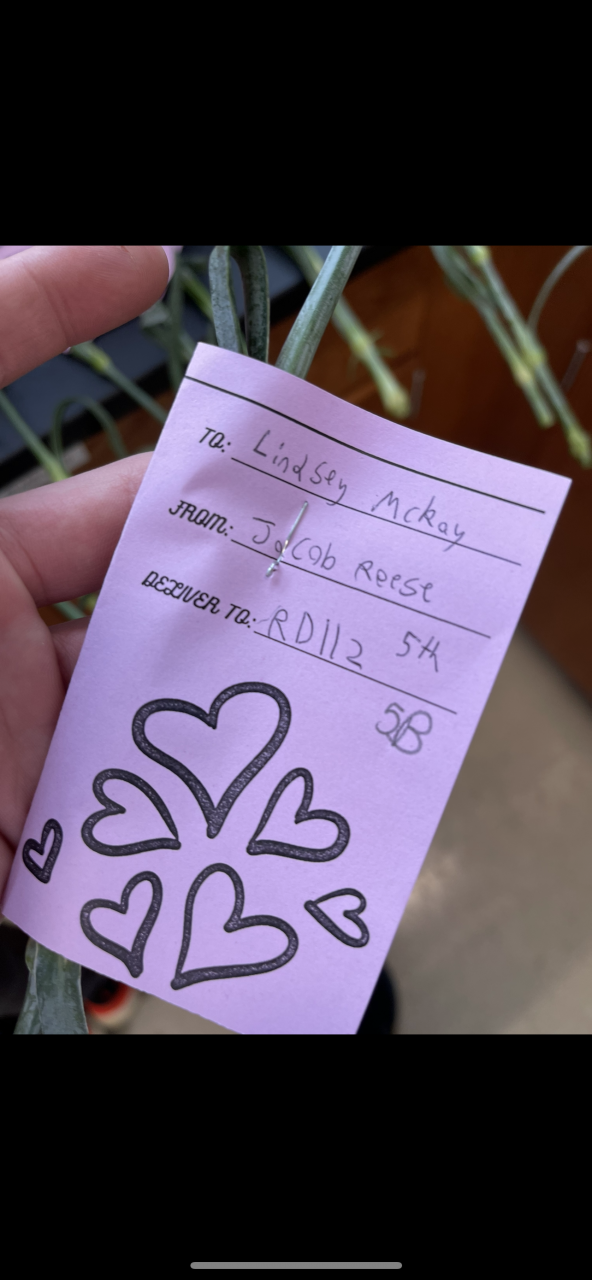 TO: Lindsey McKay
FROM: Jacob Reese
DELIVER TO: RD112 5th
5B